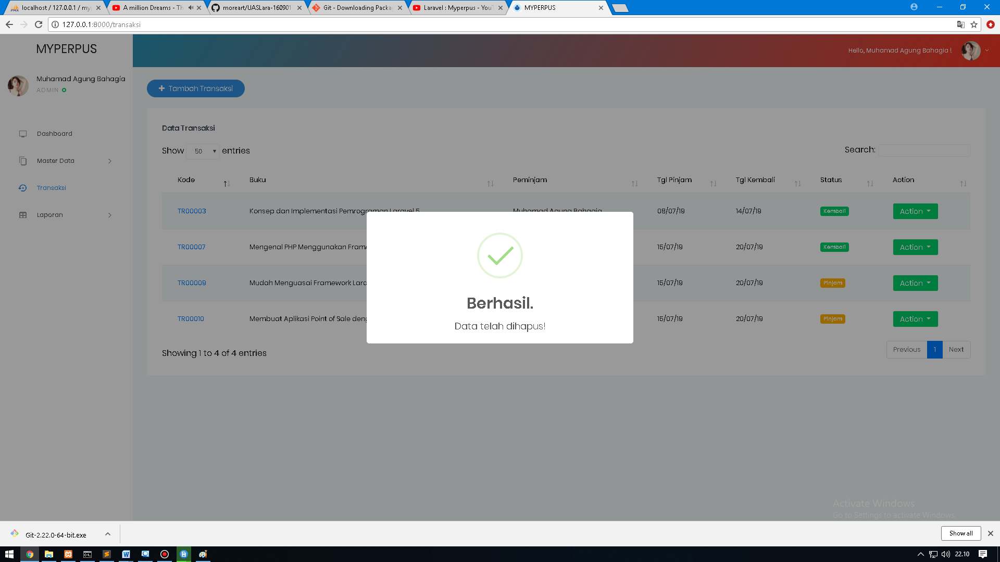 localhost / 127.0.0.1 / my
A million Dreams - Th
moreart/UASLara-16090
Git - Downloading Packa
Laravel : Myperpus - You
MYPERPUS
127.0.0.1:8000/transaksi
MYPERPUS
Hello, Muhamad Agung Bahagia !
Muhamad Agung Bahagia
ADMIN
Tambah Transaksi
Dashboard
Master Data
Transaksi
Laporan
Data Transaksi
Show 50 entries
Search:
Kode Buku Peminjam Tgl Pinjam Tgl Kembali Status Action
TR00003 Konsep dan Implementasi Pemrograman Laravel 5 Muhamad Agung Bahagia 08/07/19 14/07/19 Kembali Action
TR00007 Mengenal PHP Menggunakan Fram 15/07/19 20/07/19 Kembali Action
TR00009 Mudah Menguasai Framework Lara 15/07/19 20/07/19 Pinjam Action
TR00010 Membuat Aplikasi Point of Sale deng 15/07/19 20/07/19 Pinjam Action
Berhasil.
Data telah dihapus!
Showing 1 to 4 of 4 entries
Previous 1 Next
Activate Windows
Go to Settings to activate Windows.
Git-2.22.0-64-bit.exe
Show all
22.10